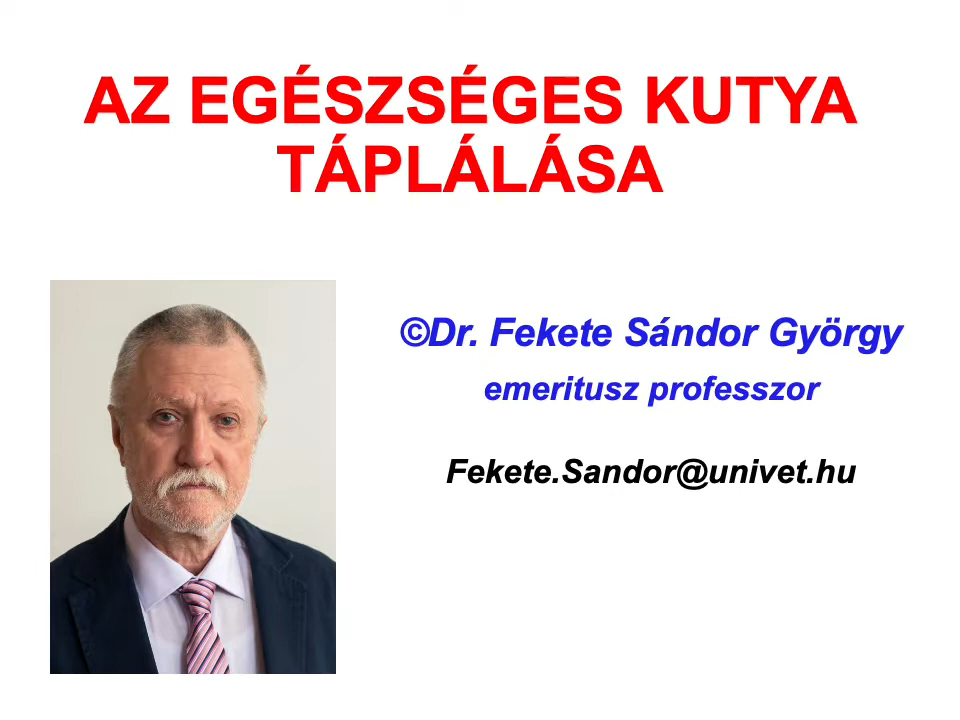 AZ EGÉSZSÉGES KUTYA
TÁPLÁLÁSA
©Dr. Fekete Sándor György
emeritusz professzor
Fekete.Sandor@univet.hu